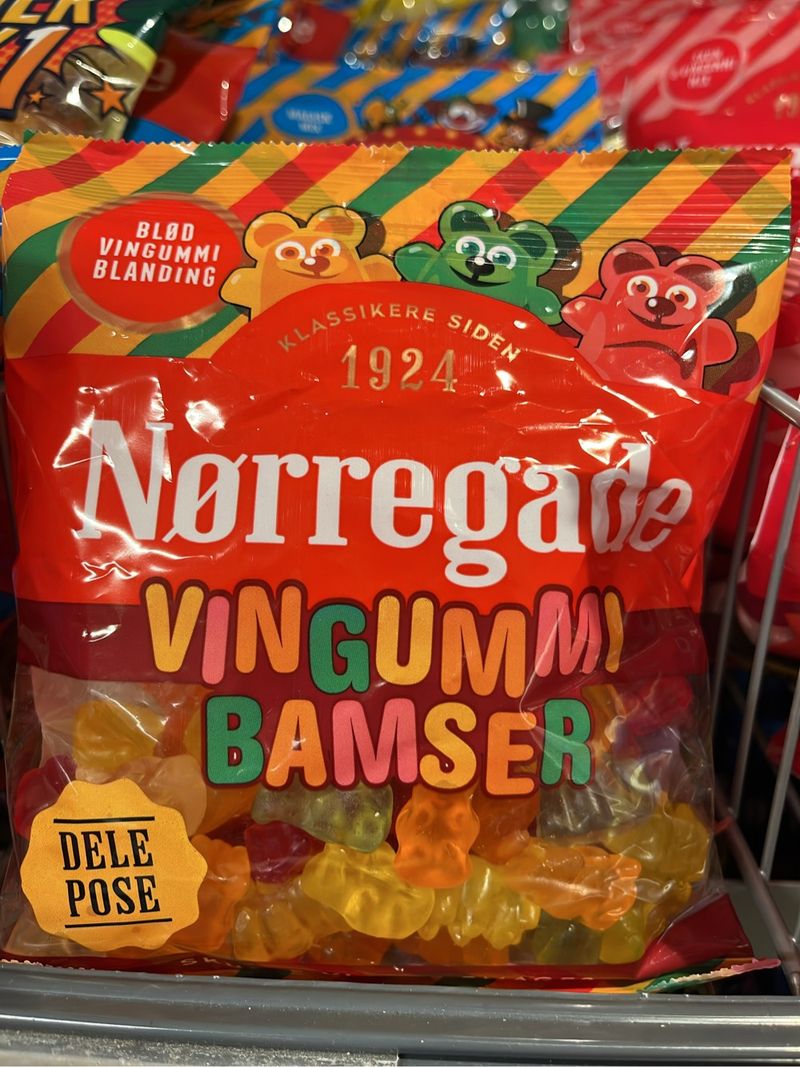 BLØD
VINGUMMI
BLANDING
KLASSIKERE SIDEN
1924
Nørregade
VINGUMMI
BAMSER
DELE
POSE